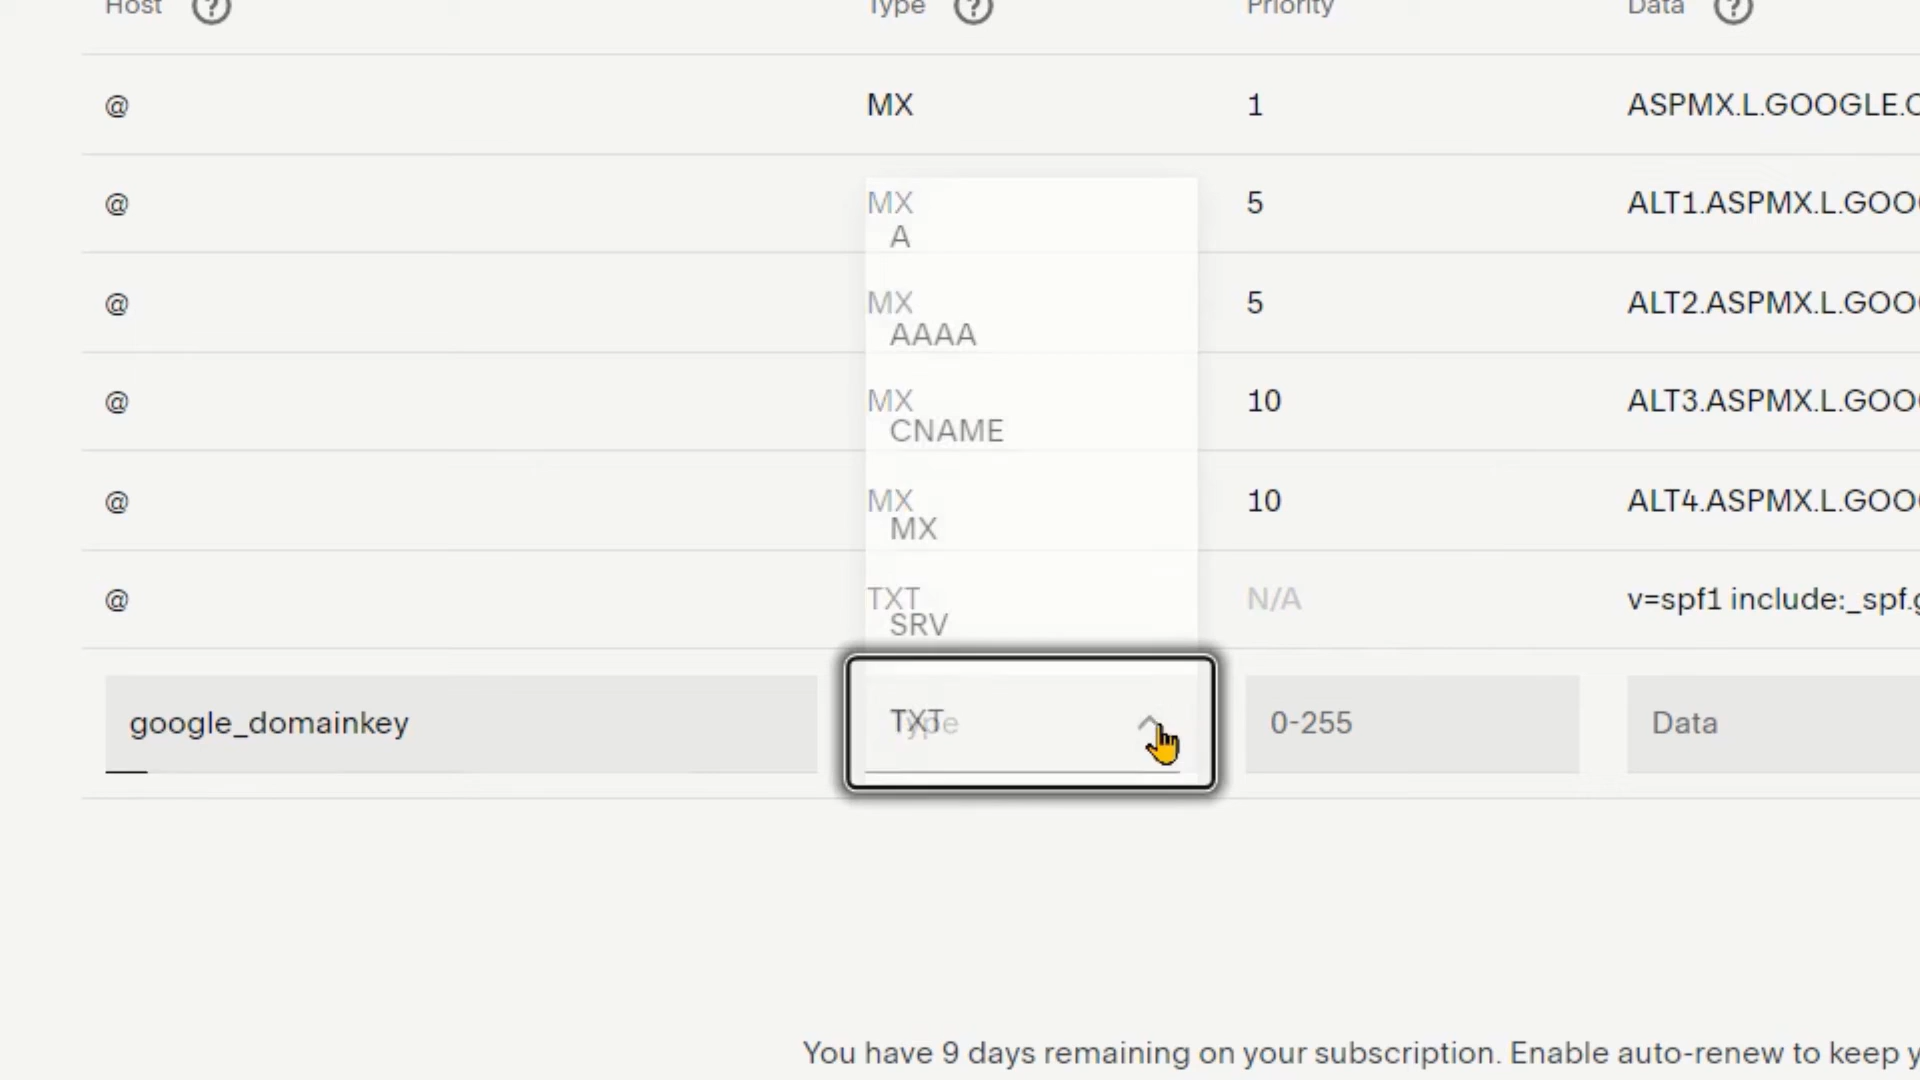 Host ? Type ? Priority Data ?
@ MX 1 ASPMX.L.GOOGLE.C
@ MX 5 ALT1.ASPMX.L.GOO
A
@ MX 5 ALT2.ASPMX.L.GOO
AAAA
@ MX 10 ALT3.ASPMX.L.GOO
CNAME
@ MX 10 ALT4.ASPMX.L.GOO
MX
@ TXT N/A v=spf1 include:_spf.g
SRV
google_domainkey TXT Type 0-255 Data
You have 9 days remaining on your subscription. Enable auto-renew to keep y